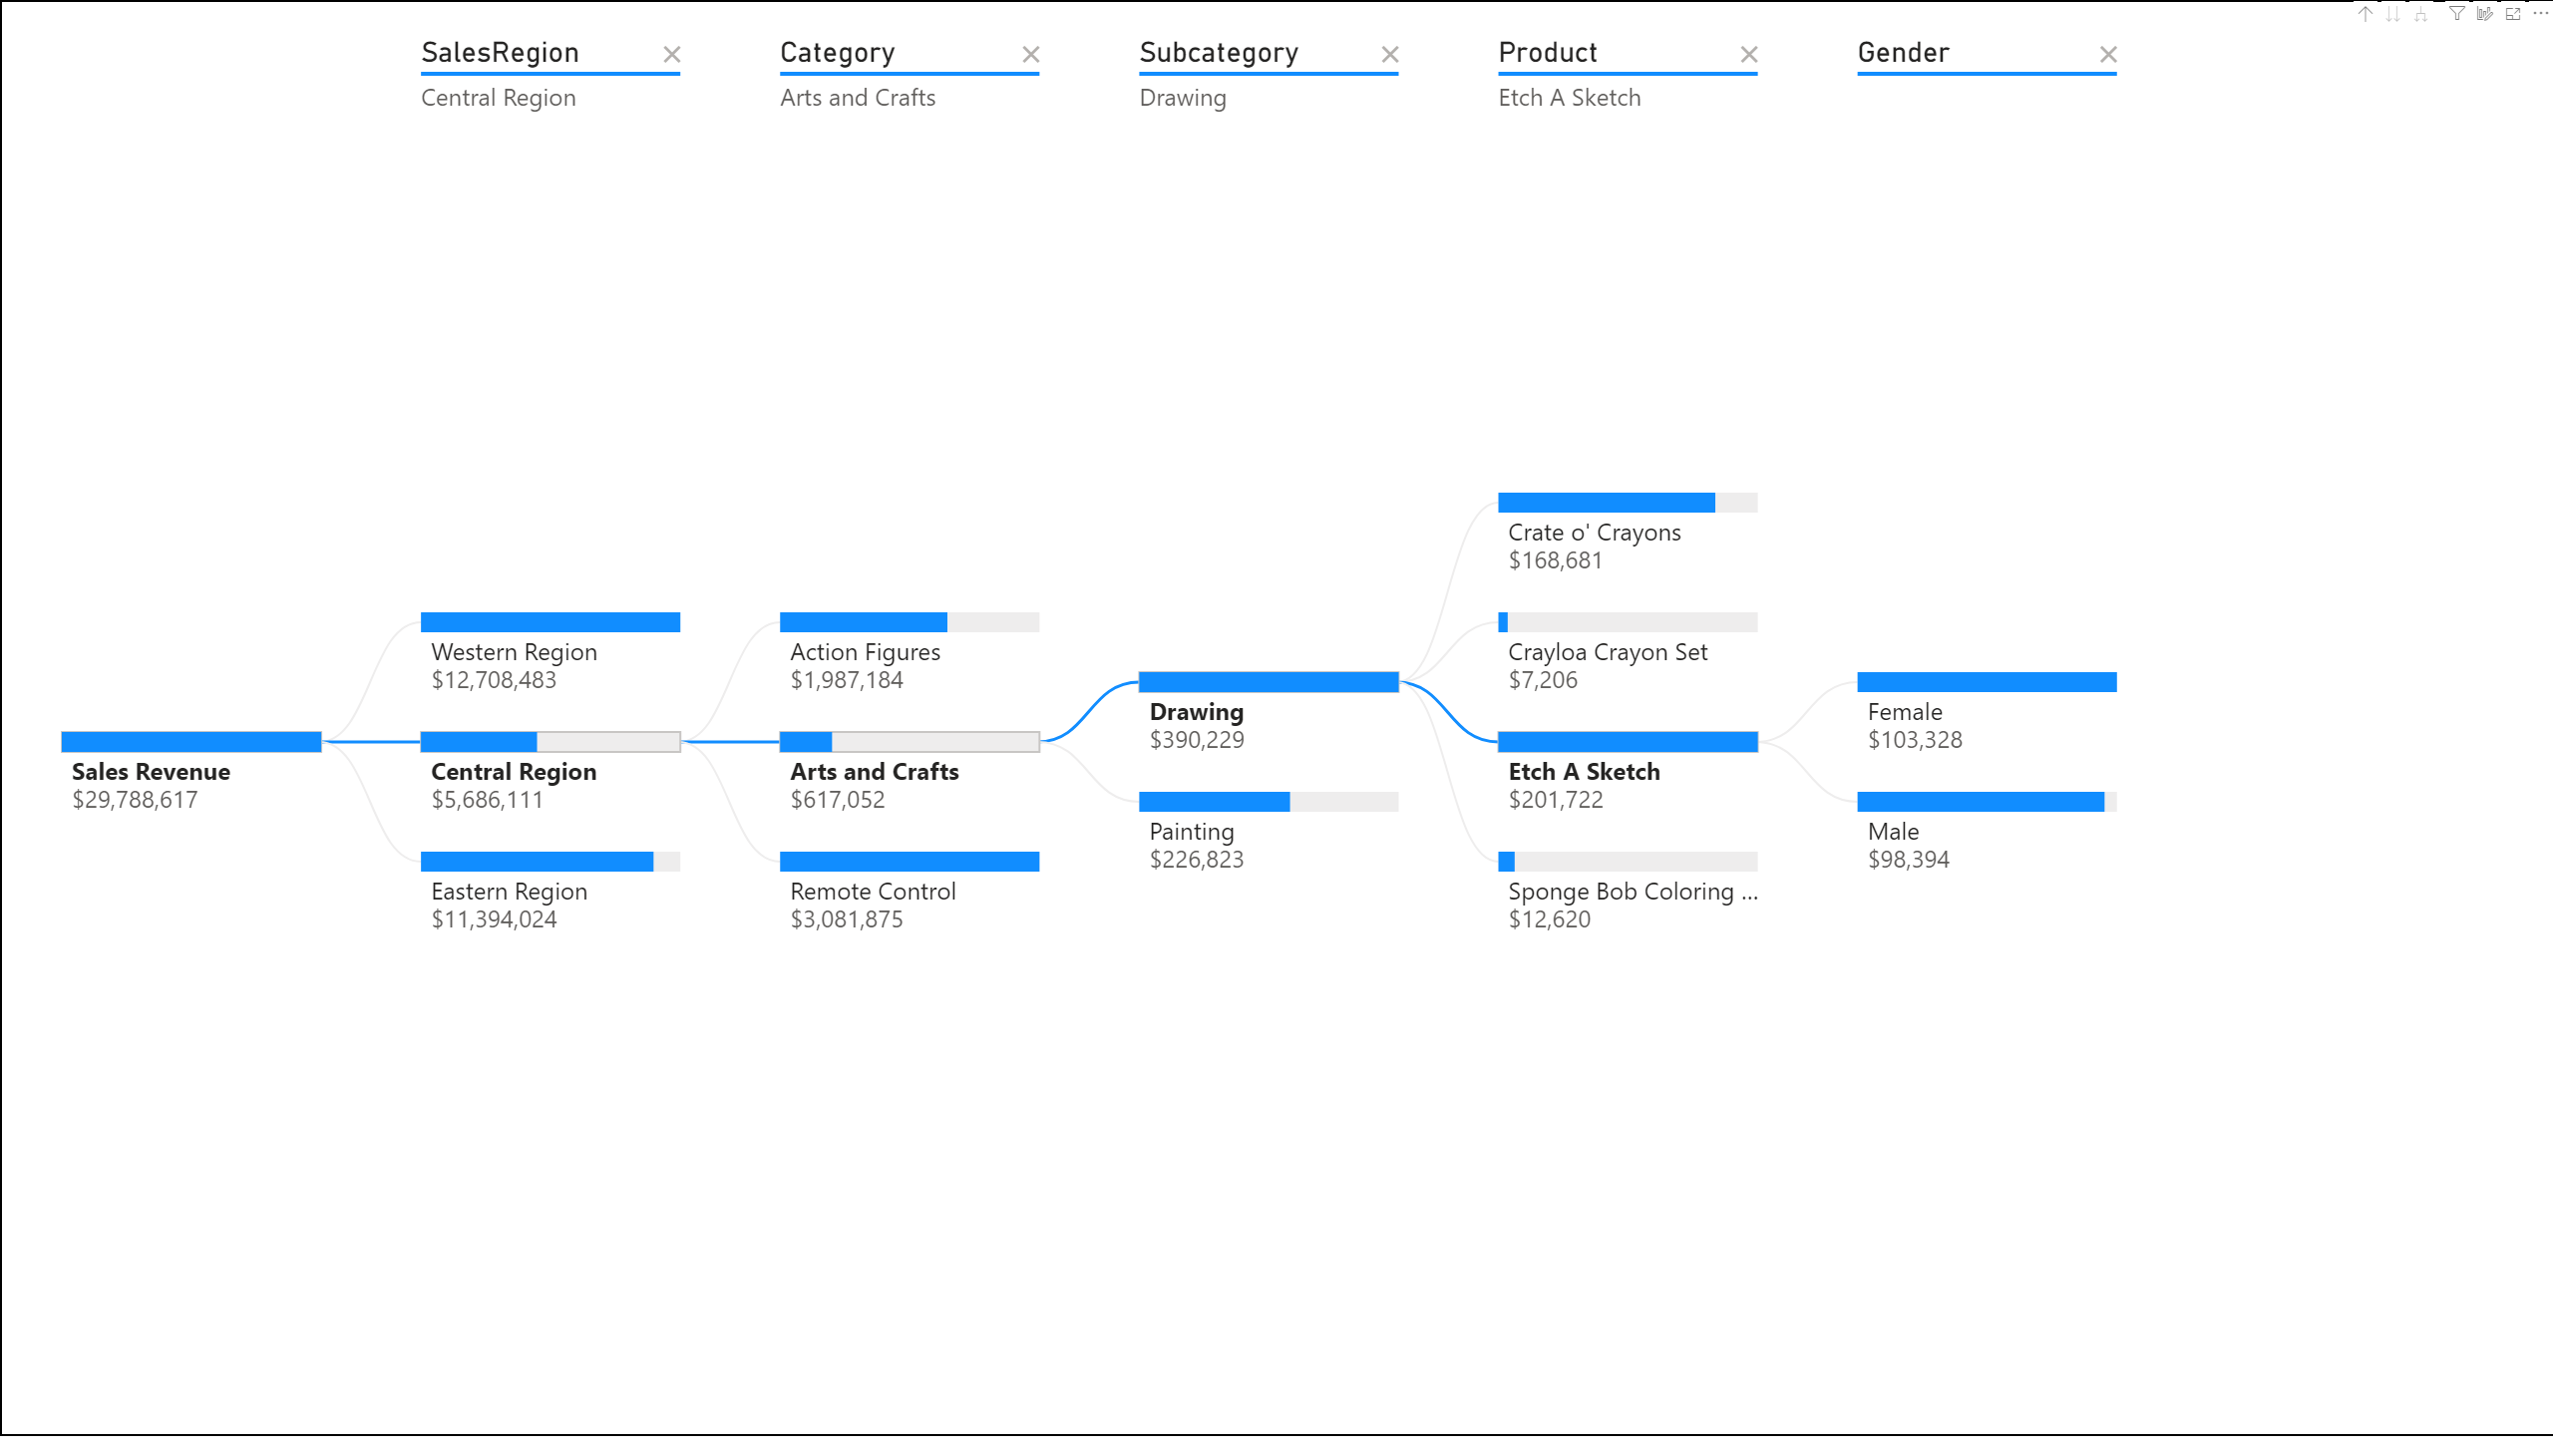 SalesRegion
Central Region
Category
Arts and Crafts
Subcategory
Drawing
Product
Etch A Sketch
Gender
Sales Revenue
$29,788,617
Western Region
$12,708,483
Central Region
$5,686,111
Eastern Region
$11,394,024
Action Figures
$1,987,184
Arts and Crafts
$617,052
Remote Control
$3,081,875
Drawing
$390,229
Painting
$226,823
Crate o' Crayons
$168,681
Crayloa Crayon Set
$7,206
Etch A Sketch
$201,722
Sponge Bob Coloring ...
$12,620
Female
$103,328
Male
$98,394